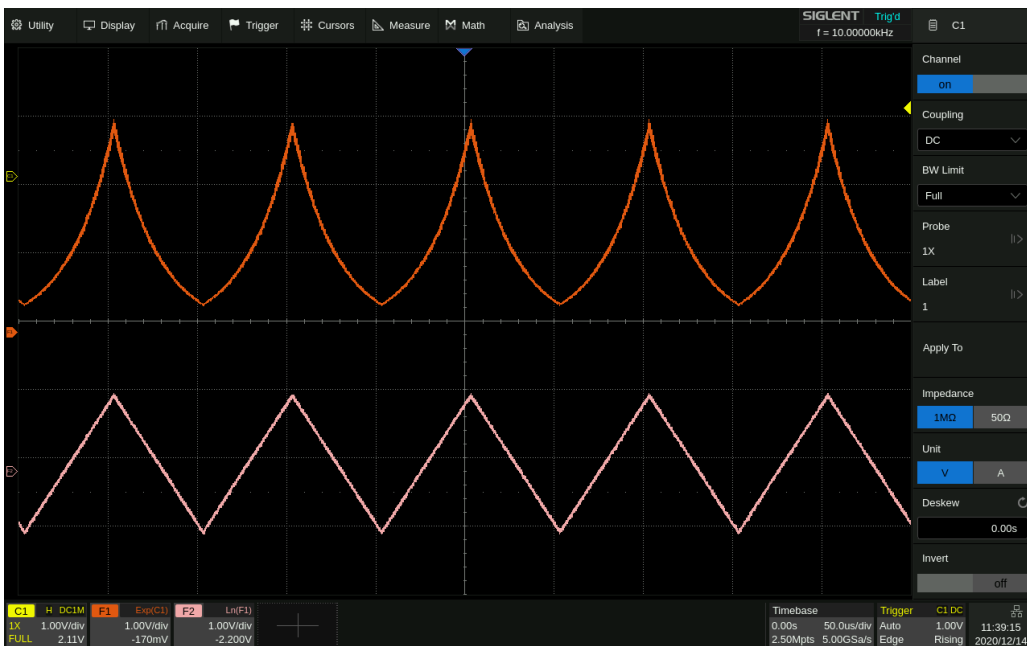 Utility Display Acquire Trigger Cursors Measure Math Analysis
SIGLENT Trig'd
f = 10.00000kHz
C1
Channel
on
Coupling
DC
BW Limit
Full
Probe
1X
Label
1
Apply To
Impedance
1MΩ 50Ω
Unit
V A
Deskew
0.00s
Invert
off
C1 H DC1M
1X 1.00V/div
FULL 2.11V
F1 Exp(C1)
1.00V/div
-170mV
F2 Ln(F1)
1.00V/div
-2.200V
Timebase
0.00s 50.0us/div
2.50Mpts 5.00GSa/s
Trigger C1 DC
Auto 1.00V
Edge Rising
11:39:15
2020/12/14